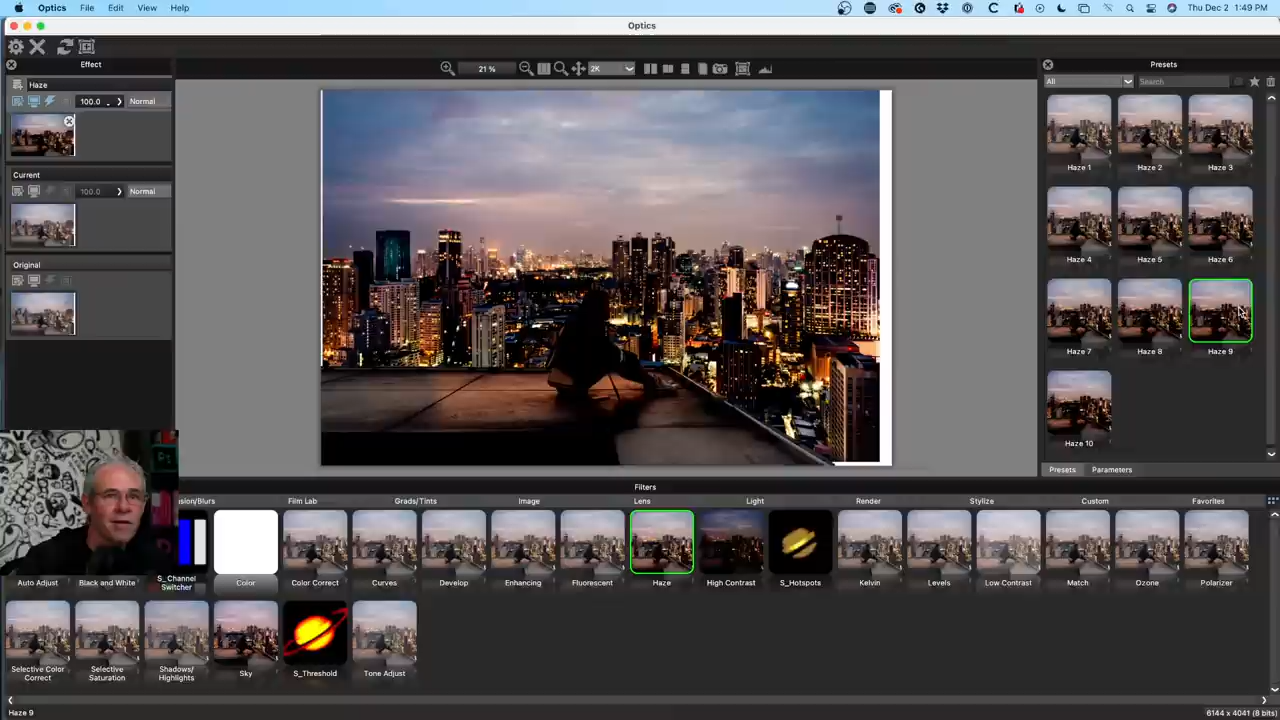 Optics File Edit View Help Thu Dec 2 1:49 PM
Optics
Effect
21 %
2K
Presets
Haze
All
Search
100.0 Normal
Haze 1 Haze 2 Haze 3
Current
100.0 Normal
Haze 4 Haze 5 Haze 6
Original
Haze 7 Haze 8 Haze 9
Haze 10
Presets Parameters
Filters
sion/Blurs Film Lab Grads/Tints Image Lens Light Render Stylize Custom Favorites
Auto Adjust Black and White S_Channel Switcher Color Color Correct Curves Develop Enhancing Fluorescent Haze High Contrast S_Hotspots Kelvin Levels Low Contrast Match Ozone Polarizer
Selective Color Correct Selective Saturation Shadows/ Highlights Sky S_Threshold Tone Adjust
Haze 9
6144 x 4041 (8 bits)